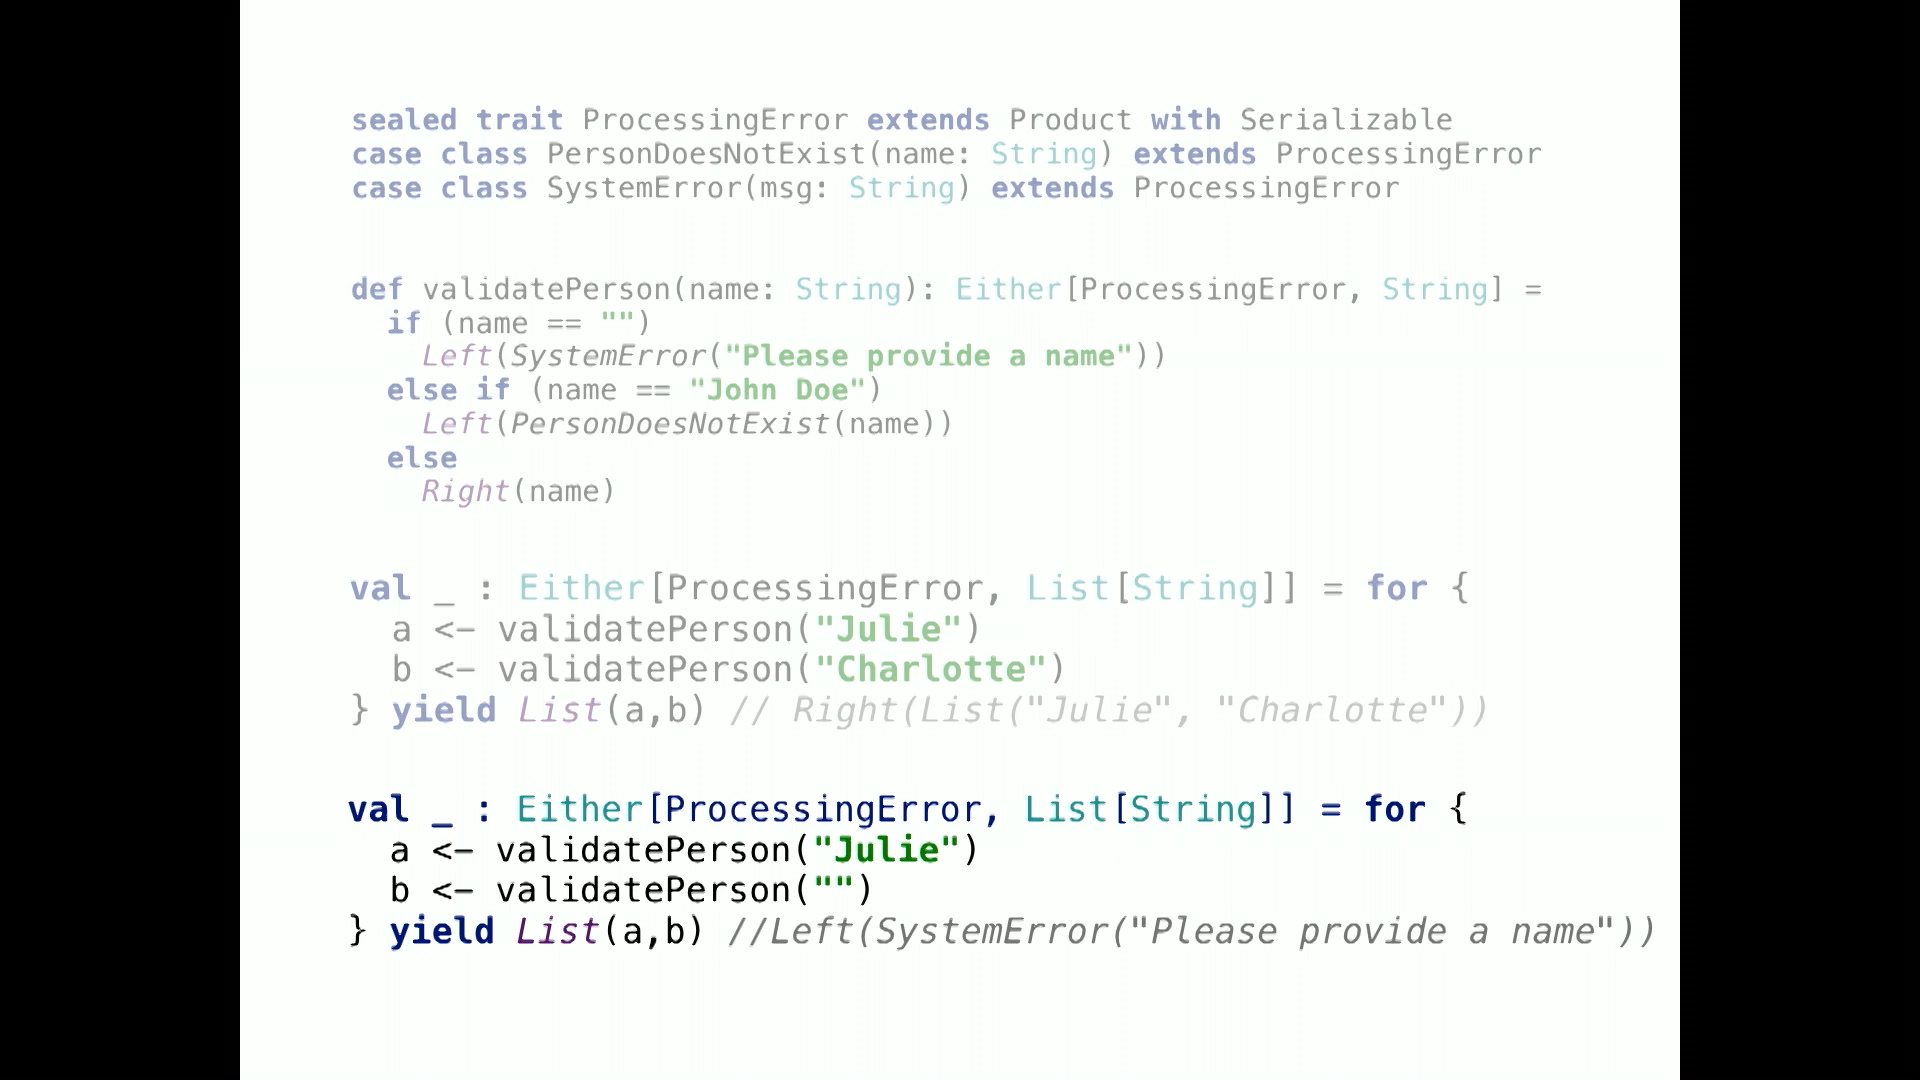 sealed trait ProcessingError extends Product with Serializable
case class PersonDoesNotExist(name: String) extends ProcessingError
case class SystemError(msg: String) extends ProcessingError
def validatePerson(name: String): Either[ProcessingError, String] =
if (name == "")
Left(SystemError("Please provide a name"))
else if (name == "John Doe")
Left(PersonDoesNotExist(name))
else
Right(name)
val _ : Either[ProcessingError, List[String]] = for {
a <- validatePerson("Julie")
b <- validatePerson("Charlotte")
} yield List(a,b) // Right(List("Julie", "Charlotte"))
val _ : Either[ProcessingError, List[String]] = for {
a <- validatePerson("Julie")
b <- validatePerson("")
} yield List(a,b) //Left(SystemError("Please provide a name"))